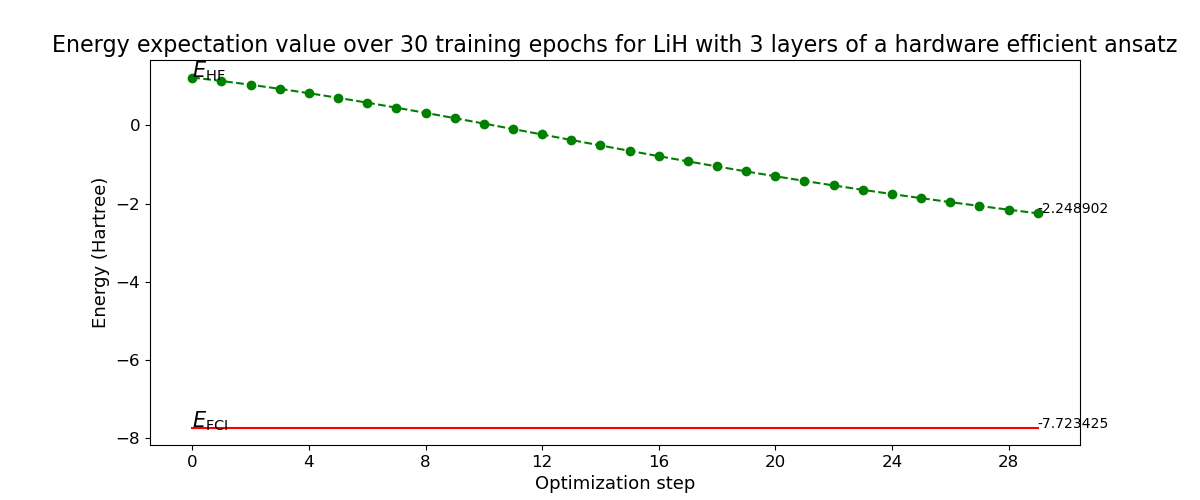 Energy expectation value over 30 training epochs for LiH with 3 layers of a hardware efficient ansatz
E_HF
0
−2
-2.248902
−4
−6
E_FCI
-7.723425
−8
0 4 8 12 16 20 24 28
Optimization step
Energy (Hartree)